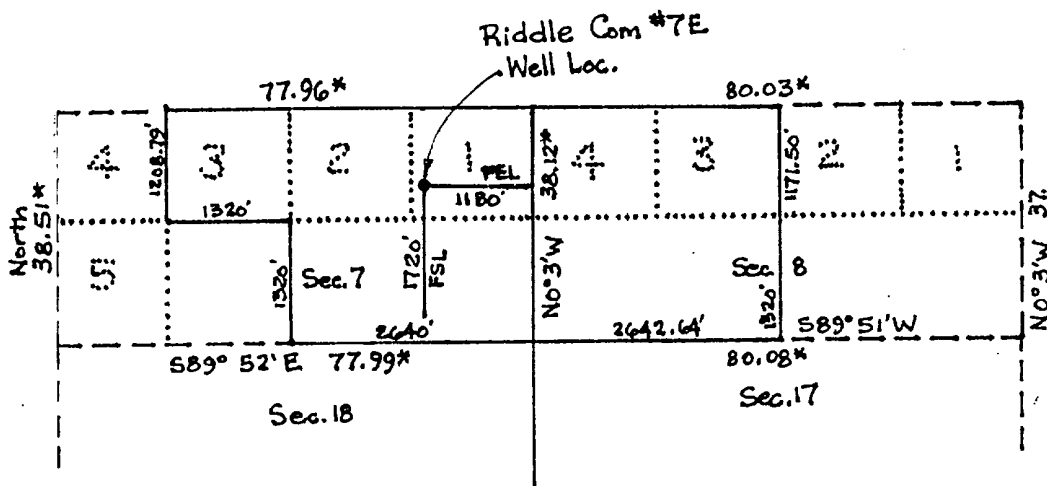 Riddle Com #7E
Well Loc.
77.96*
80.03*
4
1208.79'
3
2
1
FEL
1180'
38.12*
4
3
1171.50'
2
1
North
38.51*
1320'
5
1320'
Sec. 7
1720'
FSL
N0°3'W
Sec 8
1320'
N0°3'W 37.
2640'
2642.64'
S89° 51' W
S89° 52' E 77.99*
80.08*
Sec. 18
Sec. 17